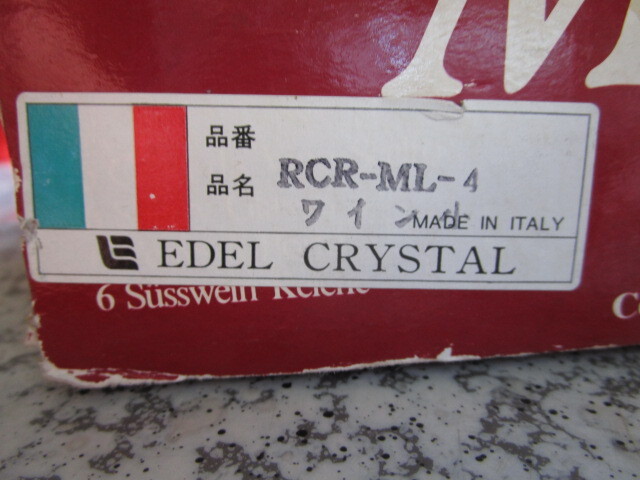 品番
品名 RCR-ML-4
ワイン
MADE IN ITALY
EDEL CRYSTAL
6 Süsswein Kelche